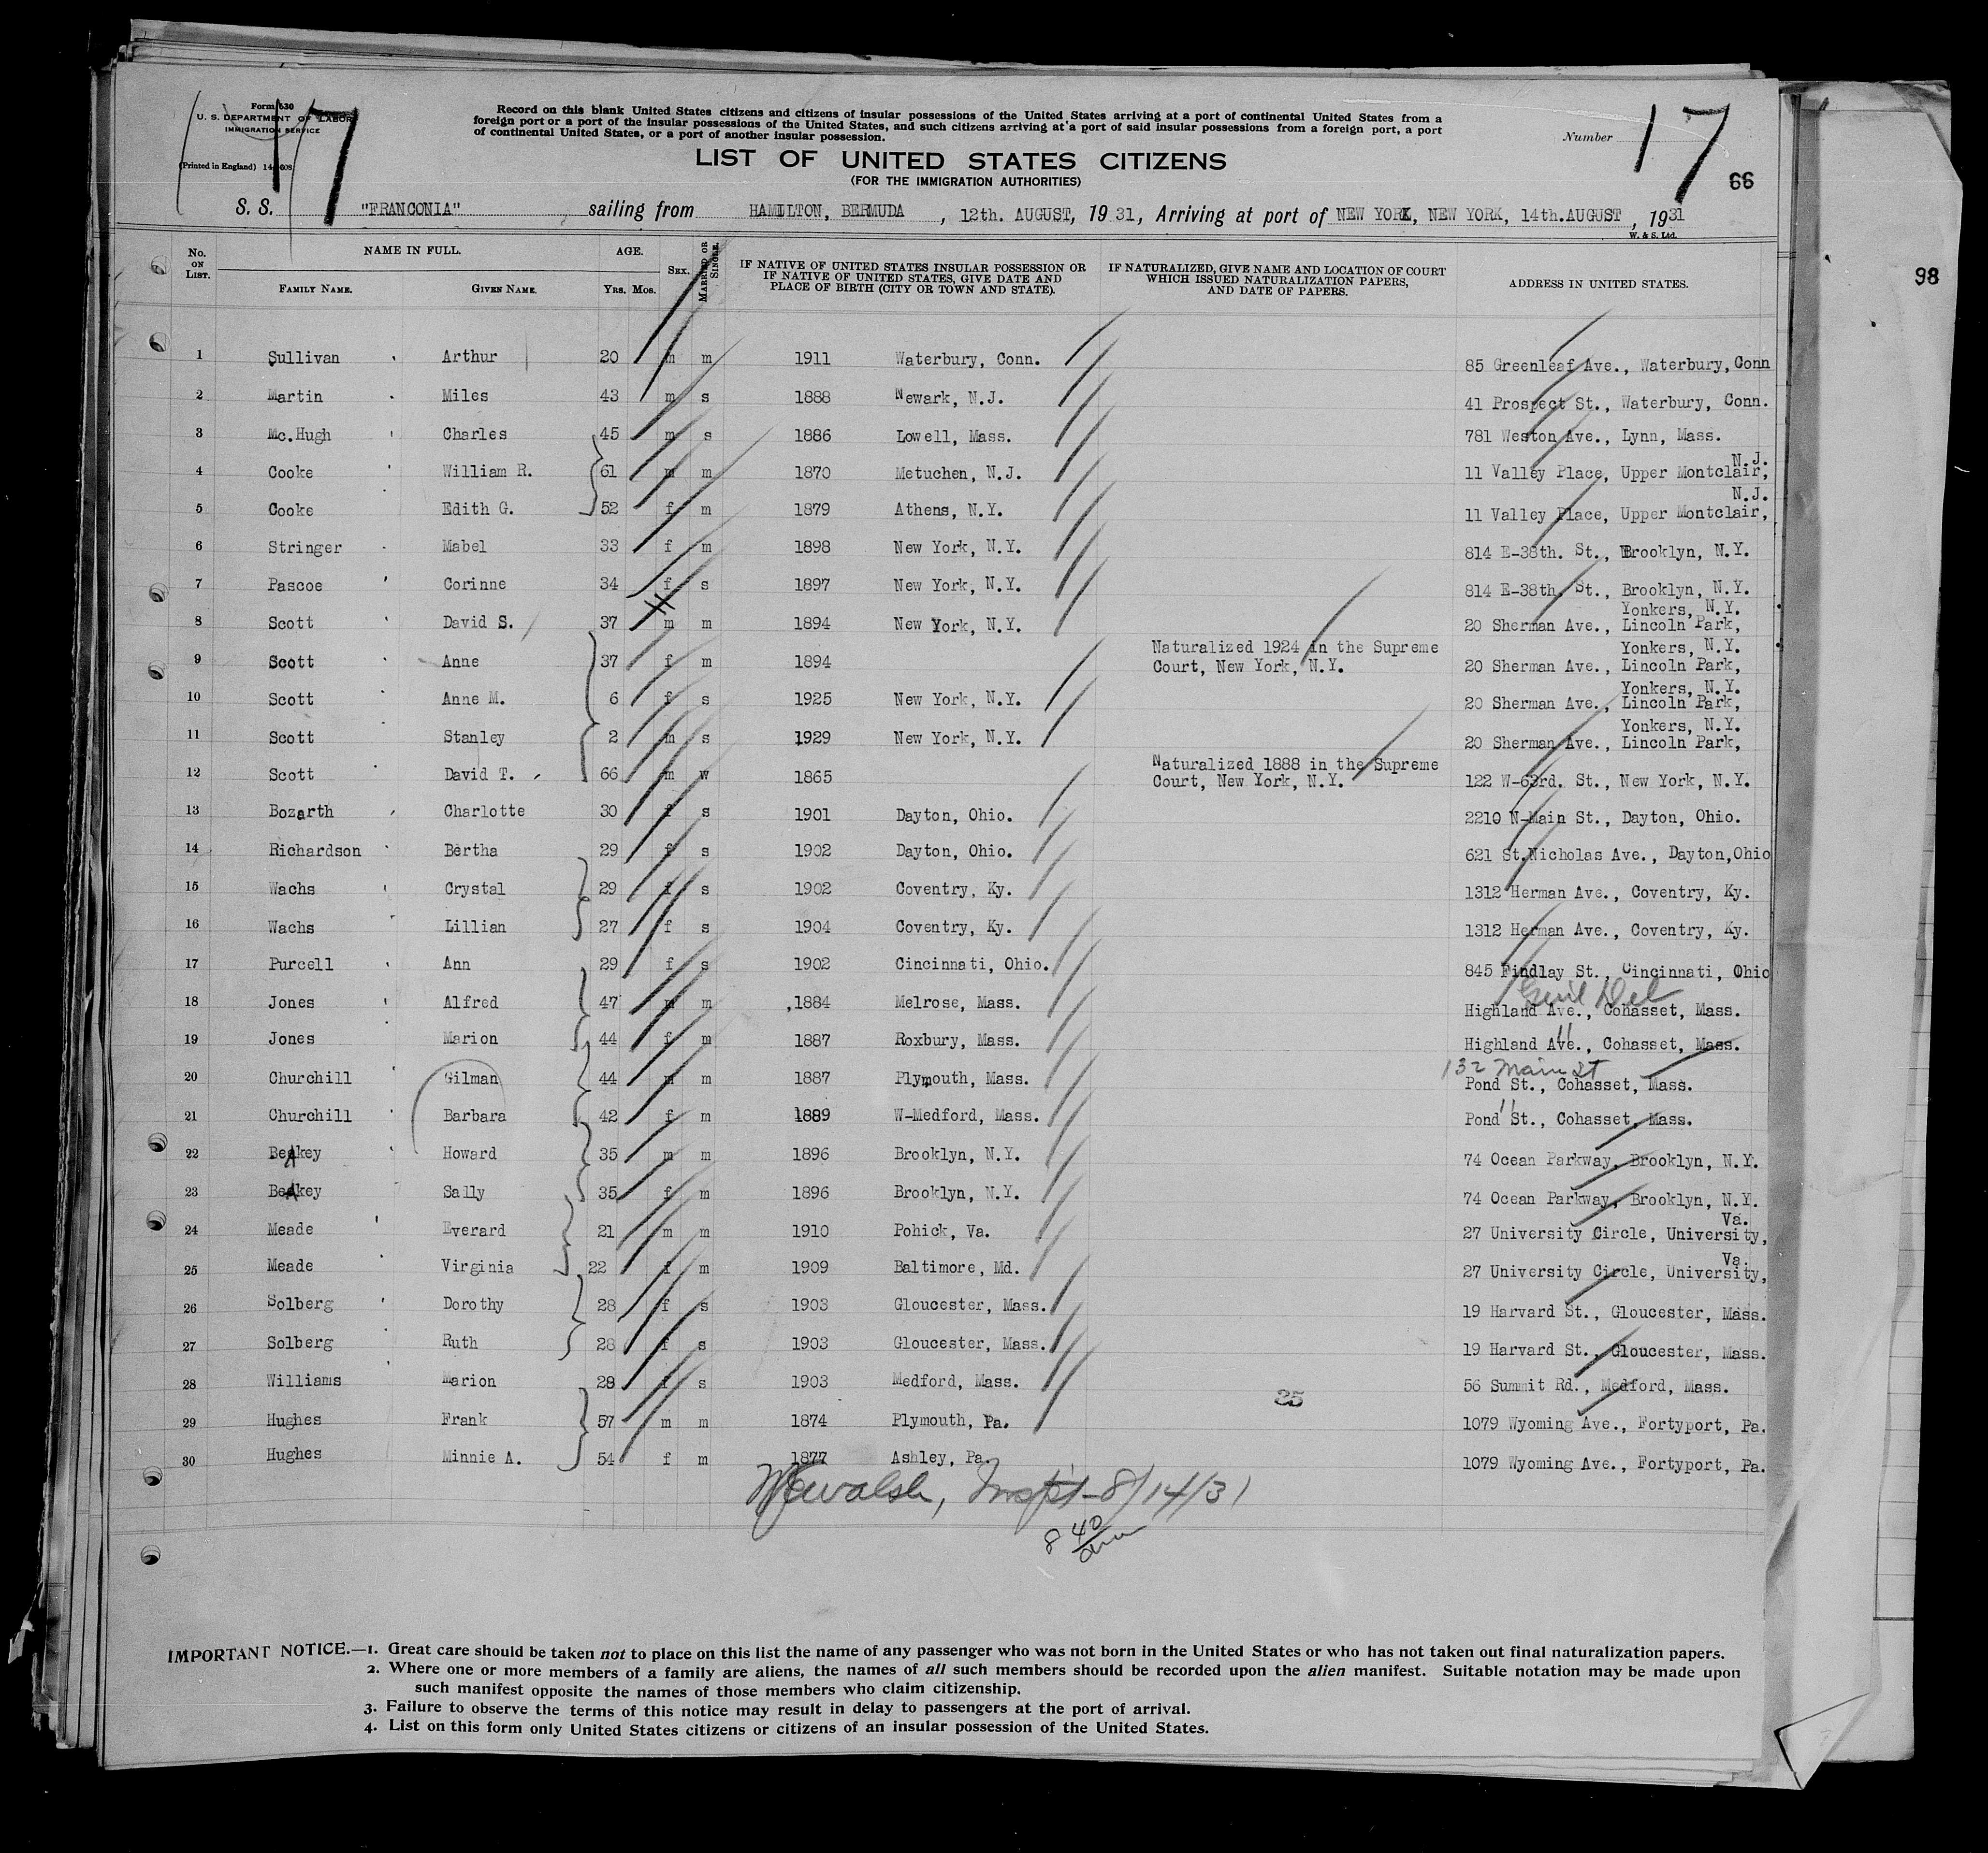 Form 630
U. S. DEPARTMENT OF LABOR
IMMIGRATION SERVICE
(Printed in England)
17
Record on this blank United States citizens and citizens of insular possessions of the United States arriving at a port of continental United States from a
foreign port or a port of the insular possessions of the United States, and such citizens arriving at a port of said insular possessions from a foreign port, a port
of continental United States, or a port of another insular possession.
Number 17
66
98
LIST OF UNITED STATES CITIZENS
(FOR THE IMMIGRATION AUTHORITIES)
S. S. "FRANCONIA" sailing from HAMILTON, BERMUDA, 12th. AUGUST, 1931, Arriving at port of NEW YORK, NEW YORK, 14th. AUGUST, 1931
W. & S. Ltd.
No. ON LIST. NAME IN FULL. FAMILY NAME. GIVEN NAME. AGE. YRS. MOS. SEX. MARRIED OR SINGLE. IF NATIVE OF UNITED STATES INSULAR POSSESSION OR IF NATIVE OF UNITED STATES, GIVE DATE AND PLACE OF BIRTH (CITY OR TOWN AND STATE). IF NATURALIZED, GIVE NAME AND LOCATION OF COURT WHICH ISSUED NATURALIZATION PAPERS, AND DATE OF PAPERS. ADDRESS IN UNITED STATES.
1 Sullivan Arthur 20 m m 1911 Waterbury, Conn. 85 Greenleaf Ave., Waterbury, Conn
2 Martin Miles 43 m s 1888 Newark, N.J. 41 Prospect St., Waterbury, Conn.
3 Mc.Hugh Charles 45 m s 1886 Lowell, Mass. 781 Weston Ave., Lynn, Mass.
4 Cooke William R. 61 m m 1870 Metuchen, N.J. 11 Valley Place, Upper Montclair, N.J.
5 Cooke Edith G. 52 f m 1879 Athens, N.Y. 11 Valley Place, Upper Montclair, N.J.
6 Stringer Mabel 33 f m 1898 New York, N.Y. 814 E-38th. St., Brooklyn, N.Y.
7 Pascoe Corinne 34 f s 1897 New York, N.Y. 814 E-38th. St., Brooklyn, N.Y.
8 Scott David S. 37 m m 1894 New York, N.Y. 20 Sherman Ave., Lincoln Park, Yonkers, N.Y.
9 Scott Anne 37 f m 1894 Naturalized 1924 in the Supreme Court, New York, N.Y. 20 Sherman Ave., Lincoln Park, Yonkers, N.Y.
10 Scott Anne M. 6 f s 1925 New York, N.Y. 20 Sherman Ave., Lincoln Park, Yonkers, N.Y.
11 Scott Stanley 2 m s 1929 New York, N.Y. 20 Sherman Ave., Lincoln Park, Yonkers, N.Y.
12 Scott David T. 66 m w 1865 Naturalized 1888 in the Supreme Court, New York, N.Y. 122 W-63rd. St., New York, N.Y.
13 Bozarth Charlotte 30 f s 1901 Dayton, Ohio. 2210 N-Main St., Dayton, Ohio.
14 Richardson Bertha 29 f s 1902 Dayton, Ohio. 621 St.Nicholas Ave., Dayton,Ohio
15 Wachs Crystal 29 f s 1902 Coventry, Ky. 1312 Herman Ave., Coventry, Ky.
16 Wachs Lillian 27 f s 1904 Coventry, Ky. 1312 Herman Ave., Coventry, Ky.
17 Purcell Ann 29 f s 1902 Cincinnati, Ohio. 845 Findlay St., Cincinnati, Ohio
18 Jones Alfred 47 m m 1884 Melrose, Mass. Highland Ave., Cohasset, Mass.
19 Jones Marion 44 f m 1887 Roxbury, Mass. Highland Ave., Cohasset, Mass.
132 Main St
20 Churchill Gilman 44 m m 1887 Plymouth, Mass. Pond St., Cohasset, Mass.
21 Churchill Barbara 42 f m 1889 W-Medford, Mass. Pond St., Cohasset, Mass.
22 Beakey Howard 35 m m 1896 Brooklyn, N.Y. 74 Ocean Parkway, Brooklyn, N.Y.
23 Beakey Sally 35 f m 1896 Brooklyn, N.Y. 74 Ocean Parkway, Brooklyn, N.Y.
24 Meade Everard 21 m m 1910 Pohick, Va. 27 University Circle, University, Va.
25 Meade Virginia 22 f m 1909 Baltimore, Md. 27 University Circle, University, Va.
26 Solberg Dorothy 28 f s 1903 Gloucester, Mass. 19 Harvard St., Gloucester, Mass.
27 Solberg Ruth 28 f s 1903 Gloucester, Mass. 19 Harvard St., Gloucester, Mass.
28 Williams Marion 28 f s 1903 Medford, Mass. 56 Summit Rd., Medford, Mass.
25
29 Hughes Frank 57 m m 1874 Plymouth, Pa. 1079 Wyoming Ave., Fortyport, Pa.
30 Hughes Minnie A. 54 f m 1877 Ashley, Pa. 1079 Wyoming Ave., Fortyport, Pa.
Walsh, Insp't-8/14/31
8 40 am
IMPORTANT NOTICE.—1. Great care should be taken not to place on this list the name of any passenger who was not born in the United States or who has not taken out final naturalization papers.
2. Where one or more members of a family are aliens, the names of all such members should be recorded upon the alien manifest. Suitable notation may be made upon
such manifest opposite the names of those members who claim citizenship.
3. Failure to observe the terms of this notice may result in delay to passengers at the port of arrival.
4. List on this form only United States citizens or citizens of an insular possession of the United States.